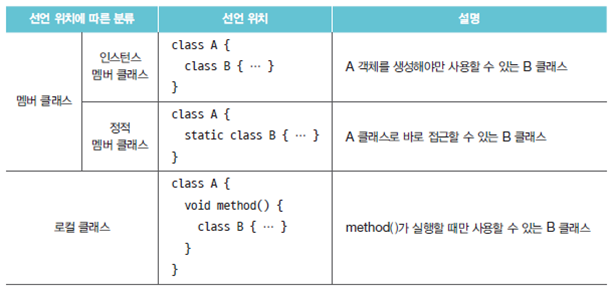 선언 위치에 따른 분류 선언 위치 설명
멤버 클래스
인스턴스
멤버 클래스
class A {
class B { … }
}
A 객체를 생성해야만 사용할 수 있는 B 클래스
정적
멤버 클래스
class A {
static class B { … }
}
A 클래스로 바로 접근할 수 있는 B 클래스
로컬 클래스
class A {
void method() {
class B { … }
}
}
method()가 실행할 때만 사용할 수 있는 B 클래스